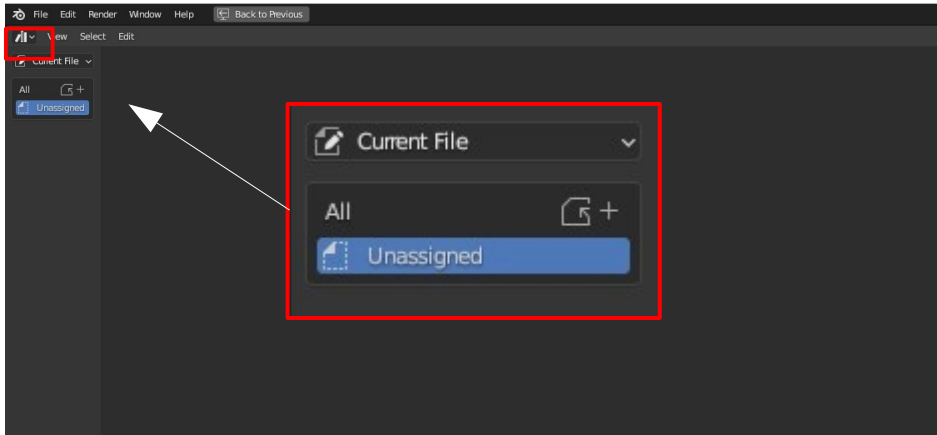 File Edit Render Window Help Back to Previous
View Select Edit
Current File
All
Unassigned
Current File
All
Unassigned